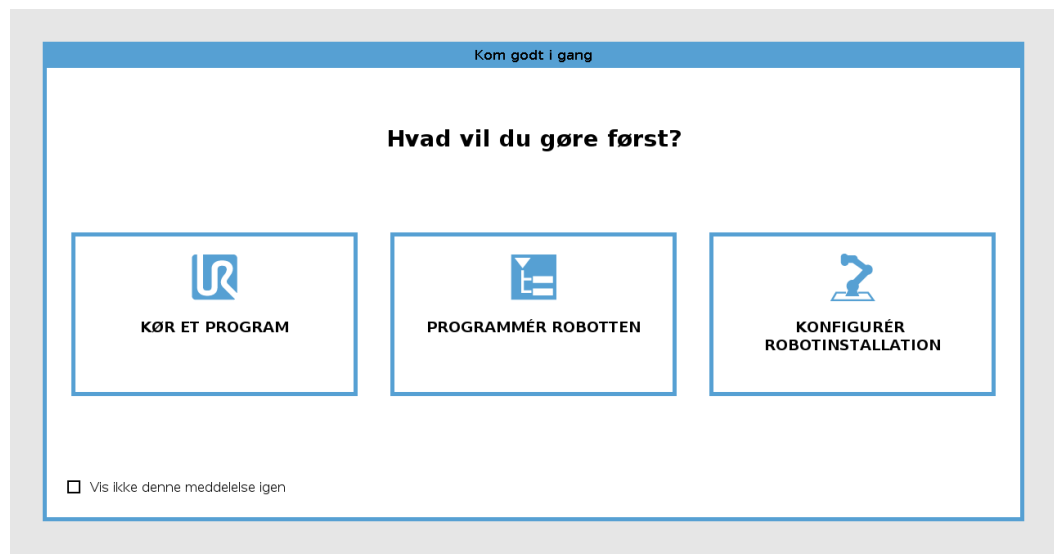 Kom godt i gang
Hvad vil du gøre først?
KØR ET PROGRAM
PROGRAMMÉR ROBOTTEN
KONFIGURÉR
ROBOTINSTALLATION
Vis ikke denne meddelelse igen